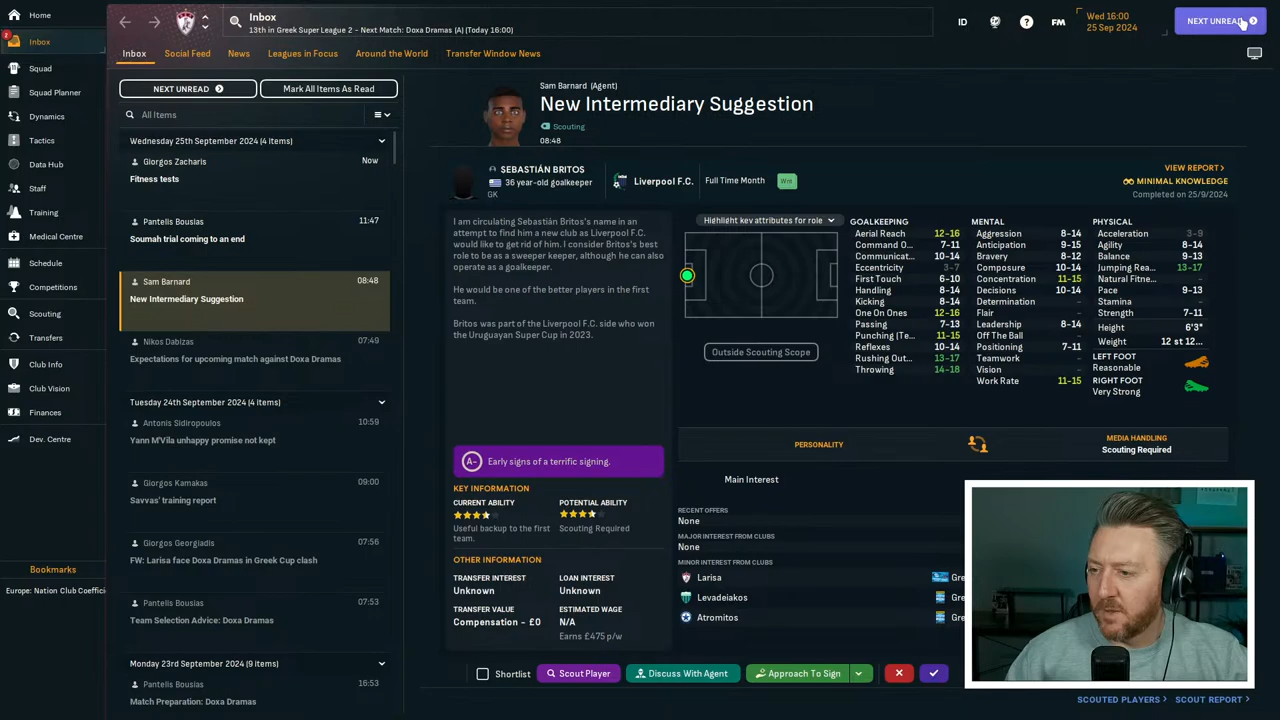 Home
2
Inbox
Squad
Squad Planner
Dynamics
Tactics
Data Hub
Staff
Training
Medical Centre
Schedule
Competitions
Scouting
Transfers
Club Info
Club Vision
Finances
Dev. Centre
Bookmarks
Europe: Nation Club Coeffici
Inbox
13th in Greek Super League 2 - Next Match: Doxa Dramas (A) (Today 16:00)
ID
?
FM
Wed 16:00
25 Sep 2024
NEXT UNREAD
Inbox Social Feed News Leagues in Focus Around the World Transfer Window News
NEXT UNREAD
Mark All Items As Read
All Items
Wednesday 25th September 2024 (4 items)
Giorgos Zacharis Now
Fitness tests
Pantelis Bousias 11:47
Soumah trial coming to an end
Sam Barnard 08:48
New Intermediary Suggestion
Nikos Dabizas 07:49
Expectations for upcoming match against Doxa Dramas
Tuesday 24th September 2024 (4 items)
Antonis Sidiropoulos 10:59
Yann M'Vila unhappy promise not kept
Giorgos Kamakas 09:00
Savvas' training report
Giorgos Georgiadis 07:56
FW: Larisa face Doxa Dramas in Greek Cup clash
Pantelis Bousias 07:53
Team Selection Advice: Doxa Dramas
Monday 23rd September 2024 (9 items)
Pantelis Bousias 16:53
Match Preparation: Doxa Dramas
Sam Barnard (Agent)
New Intermediary Suggestion
Scouting
08:48
SEBASTIÁN BRITOS
36 year-old goalkeeper
GK
Liverpool F.C.
Full Time Month
Wnt
VIEW REPORT >
MINIMAL KNOWLEDGE
Completed on 25/9/2024
I am circulating Sebastián Britos's name in an
attempt to find him a new club as Liverpool F.C.
would like to get rid of him. I consider Britos's best
role to be as a sweeper keeper, although he can also
operate as a goalkeeper.
He would be one of the better players in the first
team.
Britos was part of the Liverpool F.C. side who won
the Uruguayan Super Cup in 2023.
A- Early signs of a terrific signing.
KEY INFORMATION
CURRENT ABILITY POTENTIAL ABILITY
Useful backup to the first
team.
Scouting Required
OTHER INFORMATION
TRANSFER INTEREST LOAN INTEREST
Unknown Unknown
TRANSFER VALUE ESTIMATED WAGE
Compensation - £0 N/A
Earns £475 p/w
Highlight key attributes for role
Outside Scouting Scope
GOALKEEPING
Aerial Reach 12-16
Command O... 7-11
Communicat... 10-14
Eccentricity 3-7
First Touch 6-10
Handling 8-14
Kicking 8-14
One On Ones 12-16
Passing 7-13
Punching (Te... 11-15
Reflexes 10-14
Rushing Out... 13-17
Throwing 14-18
MENTAL
Aggression 8-14
Anticipation 9-15
Bravery 8-12
Composure 10-14
Concentration 11-15
Decisions 10-14
Determination -
Flair -
Leadership 8-14
Off The Ball -
Positioning 7-11
Teamwork -
Vision -
Work Rate 11-15
PHYSICAL
Acceleration 3-9
Agility 8-14
Balance 9-13
Jumping Rea... 13-17
Natural Fitne... -
Pace 9-13
Stamina -
Strength 7-11
Height 6'3"
Weight 12 st 12...
LEFT FOOT
Reasonable
RIGHT FOOT
Very Strong
PERSONALITY
MEDIA HANDLING
Scouting Required
Main Interest
RECENT OFFERS
None
MAJOR INTEREST FROM CLUBS
None
MINOR INTEREST FROM CLUBS
Larisa Gre
Levadeiakos Gre
Atromitos Gre
Shortlist
Scout Player
Discuss With Agent
Approach To Sign
SCOUTED PLAYERS > SCOUT REPORT >